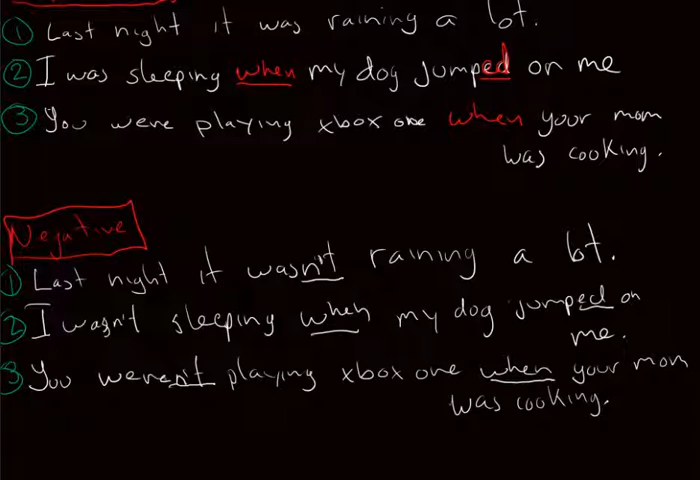 ① Last night it was raining a lot.
② I was sleeping when my dog jumped on me
③ You were playing xbox one when your mom
was cooking.
Negative
① Last night it wasn't raining a lot.
② I wasn't sleeping when my dog jumped on
me.
③ You weren't playing xbox one when your mom
was cooking.